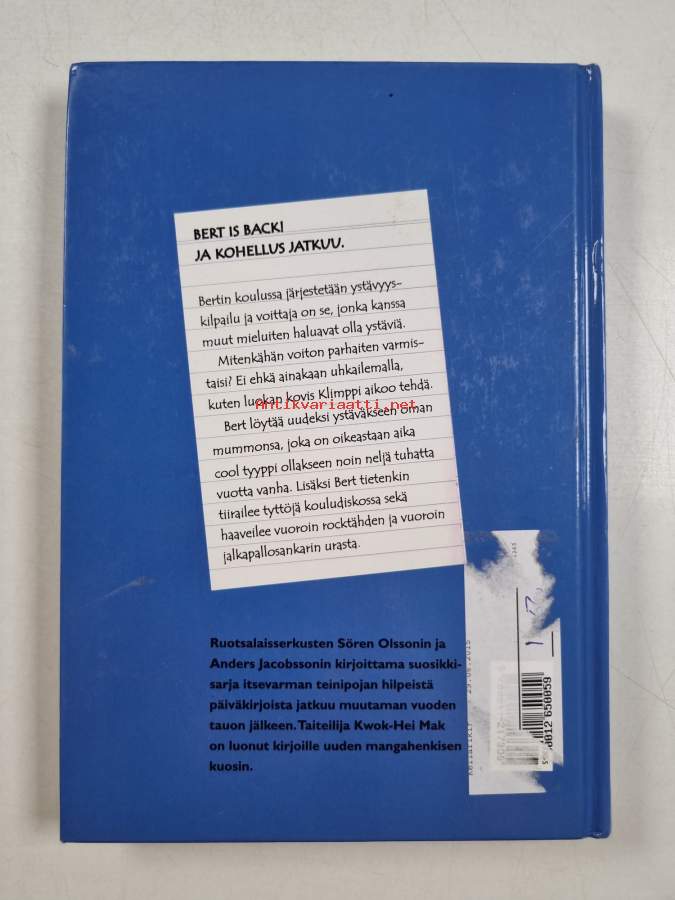 BERT IS BACK!
JA KOHELLUS JATKUU.
Bertin koulussa järjestetään ystävyys-
kilpailu ja voittaja on se, jonka kanssa
muut mieluiten haluavat olla ystäviä.
Mitenkähän voiton parhaiten varmis-
taisi? Ei ehkä ainakaan uhkailemalla,
kuten luokan kovis Klimppi aikoo tehdä.
Antikvariaatti.net
Bert löytää uudeksi ystäväkseen oman
mummonsa, joka on oikeastaan aika
cool tyyppi ollakseen noin neljä tuhatta
vuotta vanha. Lisäksi Bert tietenkin
tiirailee tyttöjä kouludiskossa sekä
haaveilee vuoroin rocktähden ja vuoroin
jalkapallosankarin urasta.
Ruotsalaisserkusten Sören Olssonin ja
Anders Jacobssonin kirjoittama suosikki-
sarja itsevarman teinipojan hilpeistä
päiväkirjoista jatkuu muutaman vuoden
tauon jälkeen. Taiteilija Kwok-Hei Mak
on luonut kirjoille uuden mangahenkisen
kuosin.